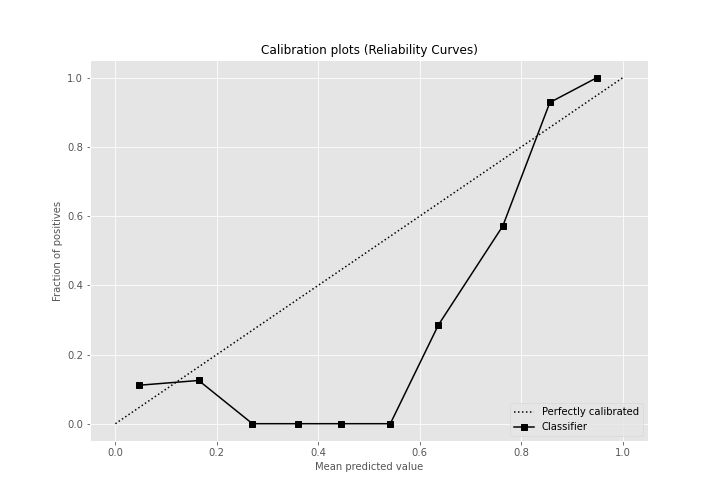 Calibration plots (Reliability Curves)
1.0
0.8
0.6
0.4
0.2
0.0
Fraction of positives
0.0 0.2 0.4 0.6 0.8 1.0
Mean predicted value
Perfectly calibrated
Classifier